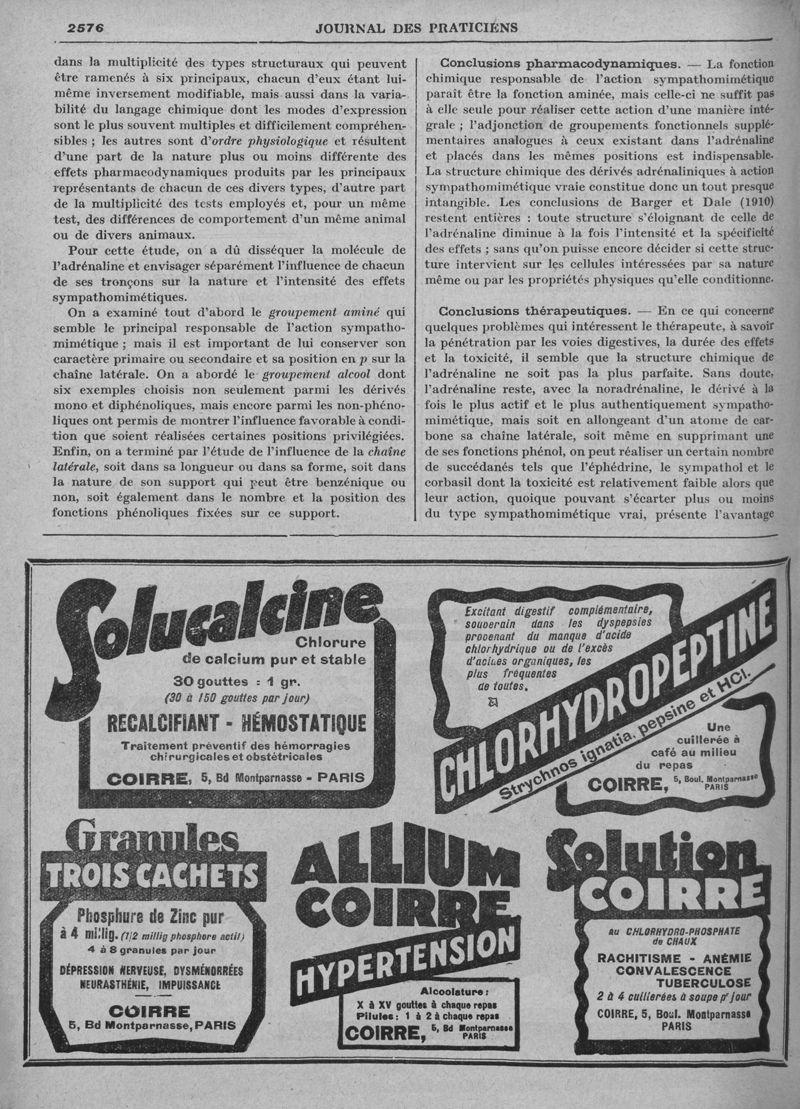 2576
JOURNAL DES PRATICIENS
dans la multiplicité des types structuraux qui peuvent
être ramenés à six principaux, chacun d'eux étant lui-
même inversement modifiable, mais aussi dans la varia-
bilité du langage chimique dont les modes d'expression
sont le plus souvent multiples et difficilement compréhen-
sibles ; les autres sont d'ordre physiologique et résultent
d'une part de la nature plus ou moins différente des
effets pharmacodynamiques produits par les principaux
représentants de chacun de ces divers types, d'autre part
de la multiplicité des tests employés et, pour un même
test, des différences de comportement d'un même animal
ou de divers animaux.
Pour cette étude, on a dû disséquer la molécule de
l'adrénaline et envisager séparément l'influence de chacun
de ses tronçons sur la nature et l'intensité des effets
sympathomimétiques.
On a examiné tout d'abord le groupement aminé qui
semble le principal responsable de l'action sympatho-
mimétique ; mais il est important de lui conserver son
caractère primaire ou secondaire et sa position en p sur la
chaîne latérale. On a abordé le groupement alcool dont
six exemples choisis non seulement parmi les dérivés
mono et diphénoliques, mais encore parmi les non-phéno-
liques ont permis de montrer l'influence favorable à condi-
tion que soient réalisées certaines positions privilégiées.
Enfin, on a terminé par l'étude de l'influence de la chaîne
latérale, soit dans sa longueur ou dans sa forme, soit dans
la nature de son support qui peut être benzénique ou
non, soit également dans le nombre et la position des
fonctions phénoliques fixées sur ce support.
Conclusions pharmacodynamiques. — La fonction
chimique responsable de l'action sympathomimétique
paraît être la fonction aminée, mais celle-ci ne suffit pas
à elle seule pour réaliser cette action d'une manière inté-
grale ; l'adjonction de groupements fonctionnels supplé-
mentaires analogues à ceux existant dans l'adrénaline
et placés dans les mêmes positions est indispensable.
La structure chimique des dérivés adrénaliniques à action
sympathomimétique vraie constitue donc un tout presque
intangible. Les conclusions de Barger et Dale (1910)
restent entières : toute structure s'éloignant de celle de
l'adrénaline diminue à la fois l'intensité et la spécificité
des effets ; sans qu'on puisse encore décider si cette struc-
ture intervient sur les cellules intéressées par sa nature
même ou par les propriétés physiques qu'elle conditionne.
Conclusions thérapeutiques. — En ce qui concerne
quelques problèmes qui intéressent le thérapeute, à savoir
la pénétration par les voies digestives, la durée des effets
et la toxicité, il semble que la structure chimique de
l'adrénaline ne soit pas la plus parfaite. Sans doute,
l'adrénaline reste, avec la noradrénaline, le dérivé à la
fois le plus actif et le plus authentiquement sympatho-
mimétique, mais soit en allongeant d'un atome de car-
bone sa chaîne latérale, soit même en supprimant une
de ses fonctions phénol, on peut réaliser un certain nombre
de succédanés tels que l'éphédrine, le sympathol et le
corbasil dont la toxicité est relativement faible alors que
leur action, quoique pouvant s'écarter plus ou moins
du type sympathomimétique vrai, présente l'avantage
Solucalcine
Chlorure
de calcium pur et stable
30 gouttes : 1 gr.
(30 à 150 gouttes par jour)
RECALCIFIANT - HÉMOSTATIQUE
Traitement préventif des hémorragies
chirurgicales et obstétricales
COIRRE, 5, Bd Montparnasse - PARIS
Excitant digestif complémentaire,
souverain dans les dyspepsies
provenant du manque d'acide
chlorhydrique ou de l'excès
d'acides organiques, les
plus fréquentes
de toutes.
CHLORHYDROPEPTINE
Strychnos ignatia, pepsine et HCl.
Une
cuillerée à
café au milieu
du repas
COIRRE, 5, Boul. Montparnasse
PARIS
Granules
TROIS CACHETS
Phosphure de Zinc pur
à 4 millig. (1/2 millig phosphore actif)
4 à 8 granules par jour
DÉPRESSION NERVEUSE, DYSMÉNORRÉES
NEURASTHÉNIE, IMPUISSANCE
COIRRE
5, Bd Montparnasse, PARIS
ALLIUM
COIRRE
HYPERTENSION
Alcoolature :
X à XV gouttes à chaque repas
Pilules : 1 à 2 à chaque repas
COIRRE, 5, Bd Montparnasse
PARIS
Solution
COIRRE
au CHLORHYDRO-PHOSPHATE
de CHAUX
RACHITISME - ANÉMIE
CONVALESCENCE
TUBERCULOSE
2 à 4 cuillerées à soupe pr jour
COIRRE, 5, Boul. Montparnasse
PARIS